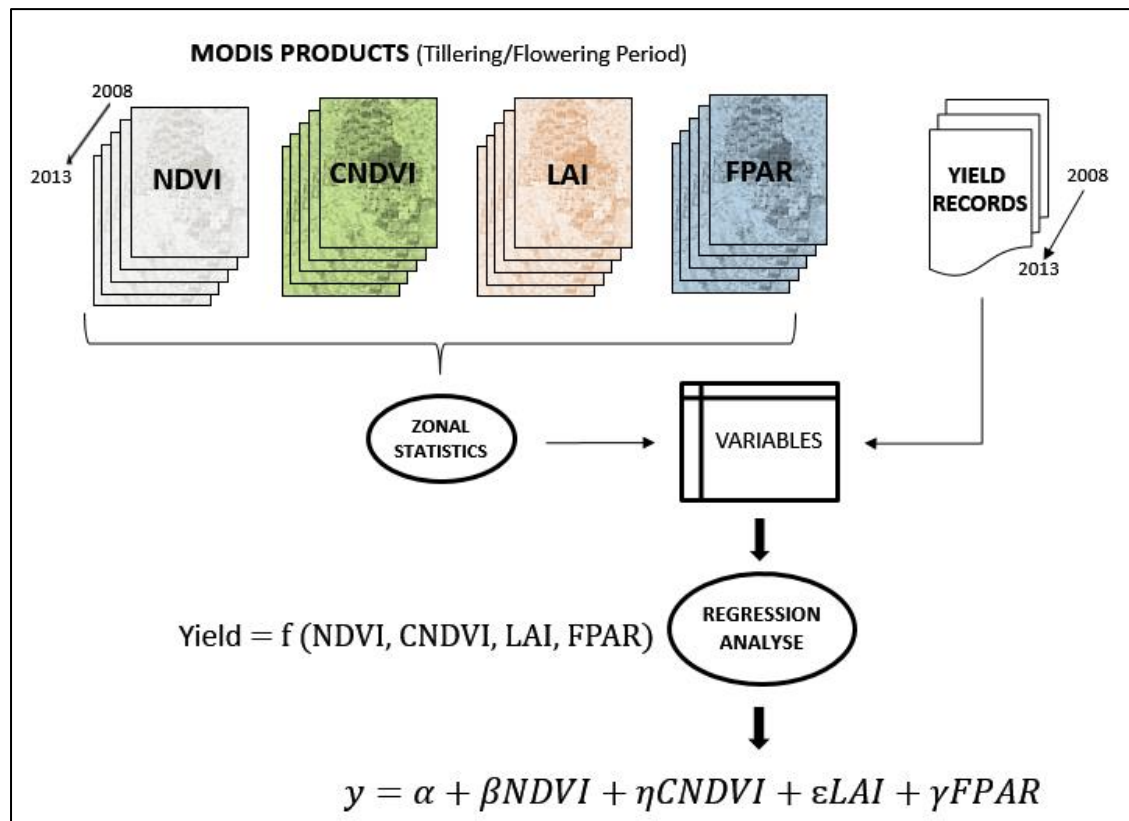 MODIS PRODUCTS (Tillering/Flowering Period)
2008
2013
NDVI
CNDVI
LAI
FPAR
YIELD
RECORDS
2008
2013
ZONAL
STATISTICS
VARIABLES
Yield = f (NDVI, CNDVI, LAI, FPAR)
REGRESSION
ANALYSE
y = α + βNDVI + ηCNDVI + εLAI + γFPAR